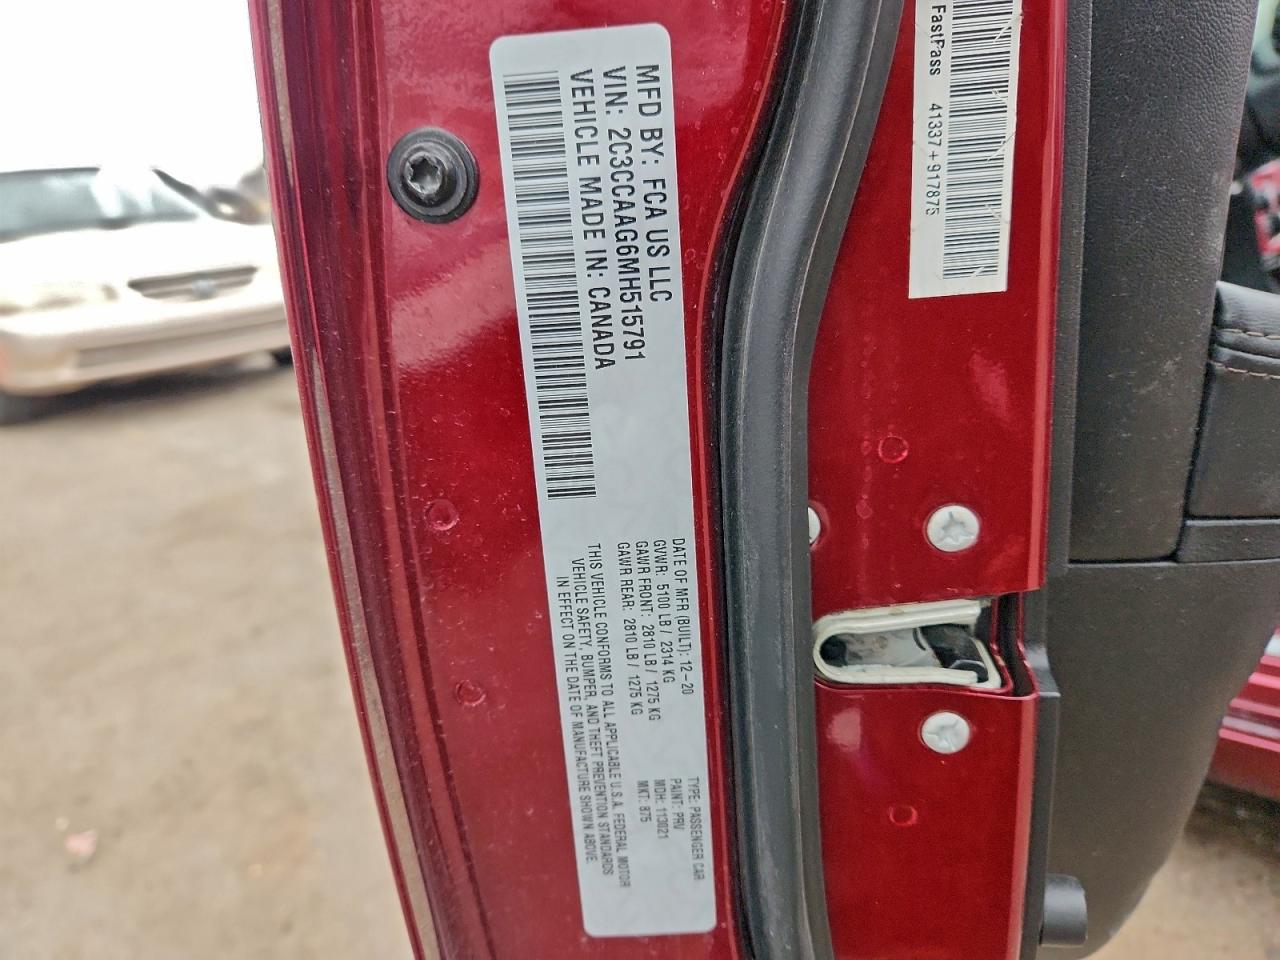 MFD BY: FCA US LLC
VIN: 2C3CCAAG6MH515791
VEHICLE MADE IN: CANADA
DATE OF MFR (BUILT): 12-20
GVWR: 5100 LB / 2314 KG
GAWR FRONT: 2810 LB / 1275 KG
GAWR REAR: 2810 LB / 1275 KG
THIS VEHICLE CONFORMS TO ALL APPLICABLE U.S.A. FEDERAL MOTOR
VEHICLE SAFETY, BUMPER, AND THEFT PREVENTION STANDARDS
IN EFFECT ON THE DATE OF MANUFACTURE SHOWN ABOVE.
TYPE: PASSENGER CAR
PAINT: PRV
MDH: 113021
MKT: 875
FastPass 41337+917875